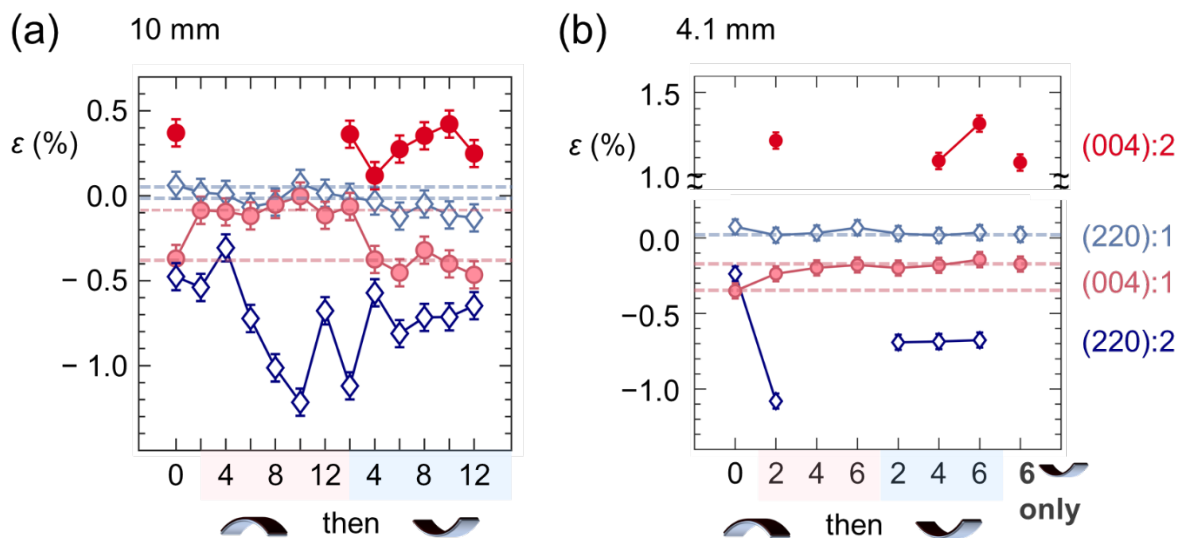 (a) 10 mm
ε (%)
0.5
0.0
− 0.5
− 1.0
0 4 8 12 4 8 12
then
(b) 4.1 mm
ε (%)
1.5
1.0
≈ ≈
0.0
−0.5
−1.0
0 2 4 6 2 4 6 6
only
then
(004):2
(220):1
(004):1
(220):2